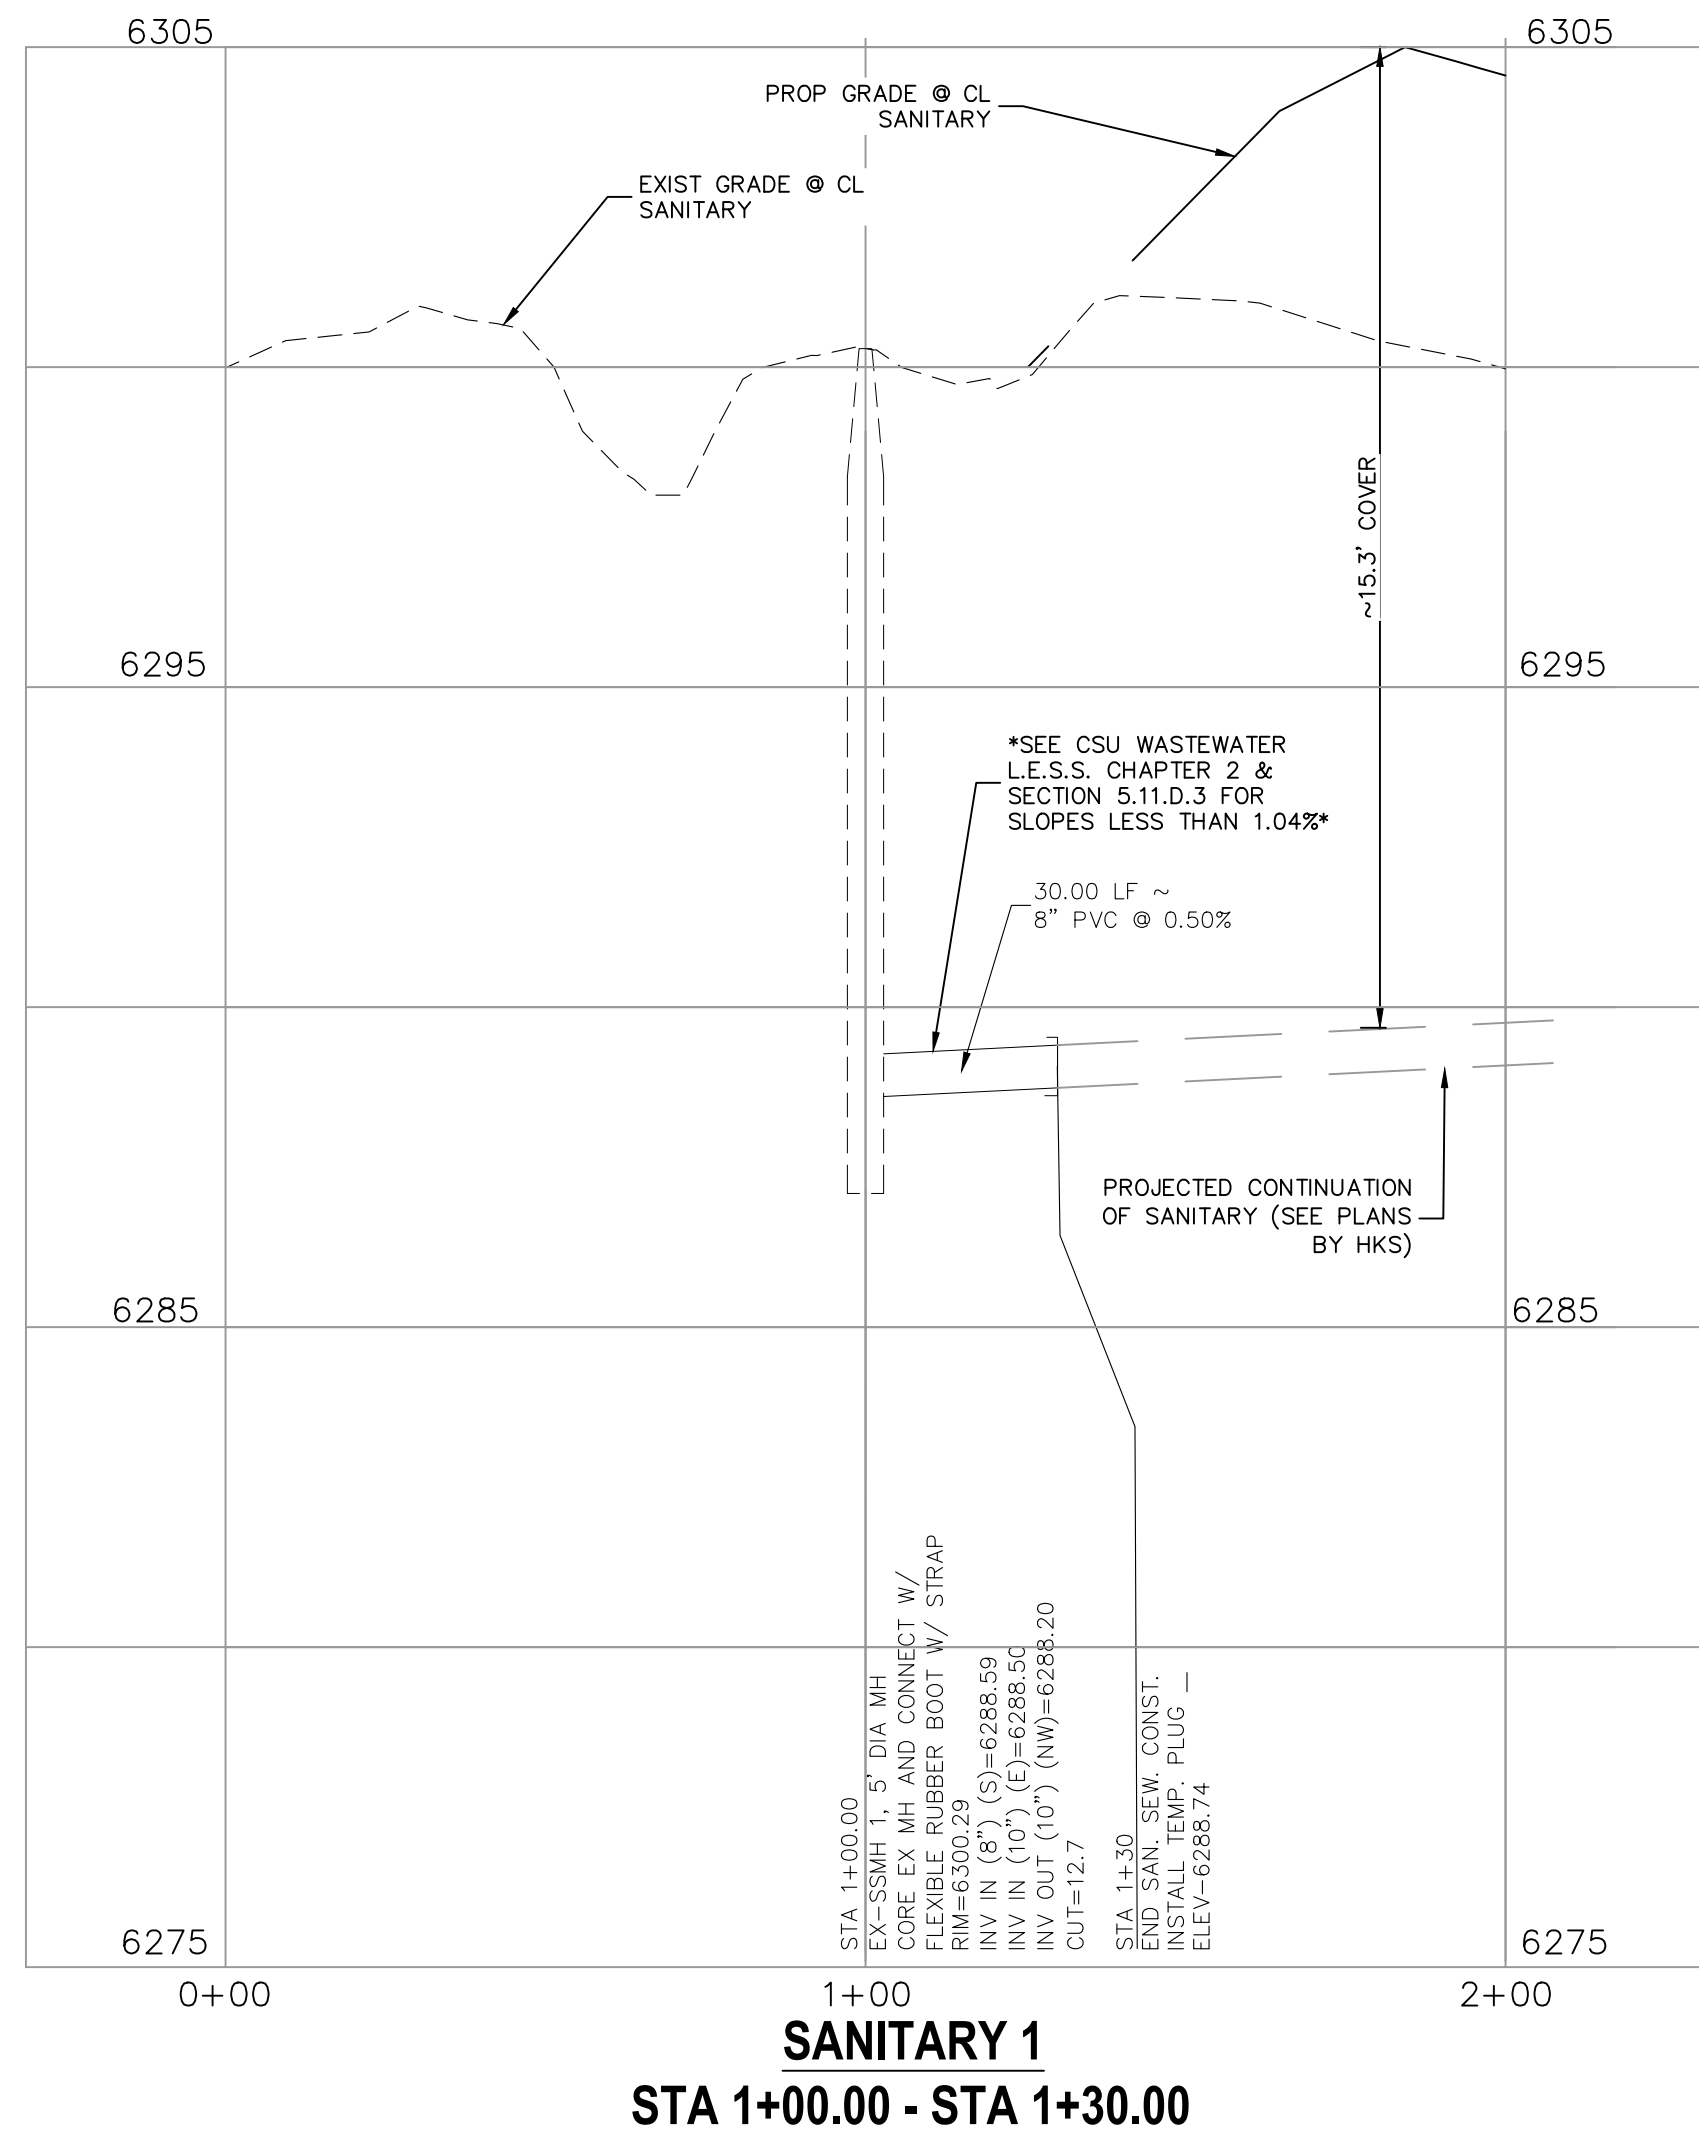 6305
6305
PROP GRADE @ CL
SANITARY
EXIST GRADE @ CL
SANITARY
~15.3' COVER
6295
6295
*SEE CSU WASTEWATER
L.E.S.S. CHAPTER 2 &
SECTION 5.11.D.3 FOR
SLOPES LESS THAN 1.04%*
30.00 LF ~
8" PVC @ 0.50%
PROJECTED CONTINUATION
OF SANITARY (SEE PLANS
BY HKS)
6285
6285
STA 1+00.00
EX-SSMH 1, 5' DIA MH
CORE EX MH AND CONNECT W/
FLEXIBLE RUBBER BOOT W/ STRAP
RIM=6300.29
INV IN (8") (S)=6288.59
INV IN (10") (E)=6288.50
INV OUT (10") (NW)=6288.20
CUT=12.7
STA 1+30
END SAN. SEW. CONST.
INSTALL TEMP. PLUG
ELEV-6288.74
6275
6275
0+00
1+00
2+00
SANITARY 1
STA 1+00.00 - STA 1+30.00